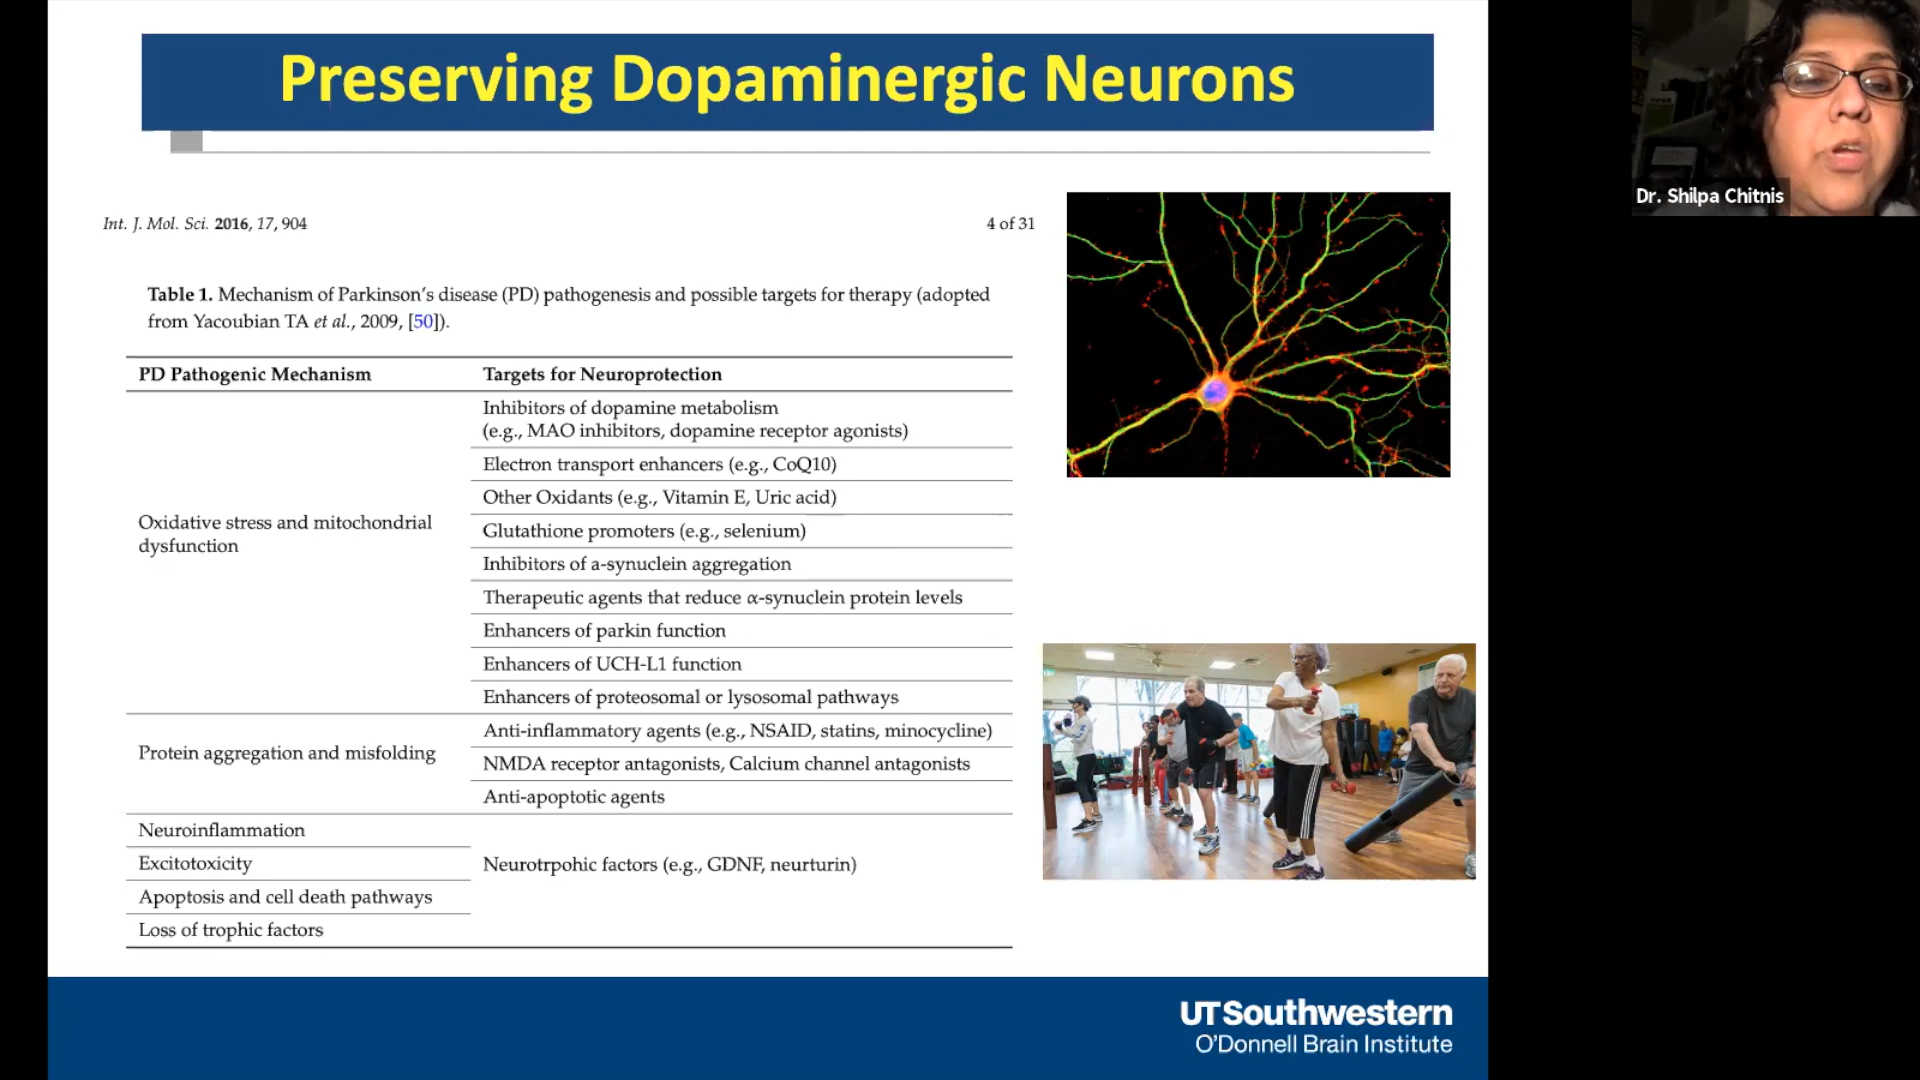 Preserving Dopaminergic Neurons
Dr. Shilpa Chitnis
Int. J. Mol. Sci. 2016, 17, 904
4 of 31
Table 1. Mechanism of Parkinson's disease (PD) pathogenesis and possible targets for therapy (adopted
from Yacoubian TA et al., 2009, [50]).
PD Pathogenic Mechanism
Targets for Neuroprotection
Oxidative stress and mitochondrial
dysfunction
Inhibitors of dopamine metabolism
(e.g., MAO inhibitors, dopamine receptor agonists)
Electron transport enhancers (e.g., CoQ10)
Other Oxidants (e.g., Vitamin E, Uric acid)
Glutathione promoters (e.g., selenium)
Inhibitors of a-synuclein aggregation
Therapeutic agents that reduce α-synuclein protein levels
Enhancers of parkin function
Enhancers of UCH-L1 function
Enhancers of proteosomal or lysosomal pathways
Protein aggregation and misfolding
Anti-inflammatory agents (e.g., NSAID, statins, minocycline)
NMDA receptor antagonists, Calcium channel antagonists
Anti-apoptotic agents
Neuroinflammation
Excitotoxicity
Apoptosis and cell death pathways
Loss of trophic factors
Neurotrpohic factors (e.g., GDNF, neurturin)
UTSouthwestern
O'Donnell Brain Institute